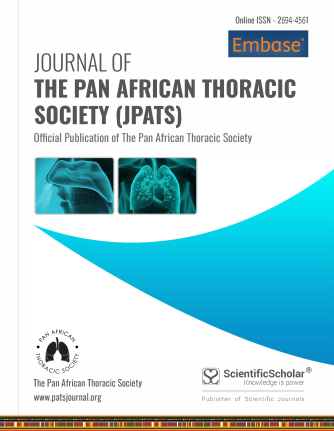 Online ISSN - 2694-4561
Embase®
JOURNAL OF
THE PAN AFRICAN THORACIC
SOCIETY (JPATS)
Official Publication of The Pan African Thoracic Society
PAN AFRICAN
THORACIC SOCIETY
The Pan African Thoracic Society
www.patsjournal.org
ScientificScholar®
Knowledge is power
Publisher of Scientific Journals